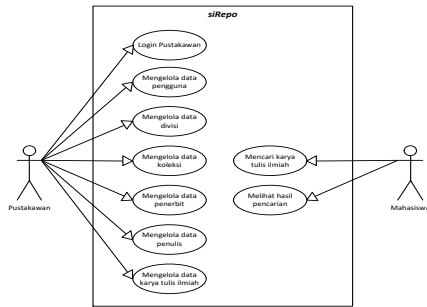 siRepo
Login Pustakawan
Mengelola data
pengguna
Mengelola data
divisi
Mengelola data
koleksi
Mengelola data
penerbit
Mengelola data
penulis
Mengelola data
karya tulis ilmiah
Mencari karya
tulis ilmiah
Melihat hasil
pencarian
Pustakawan
Mahasiswa